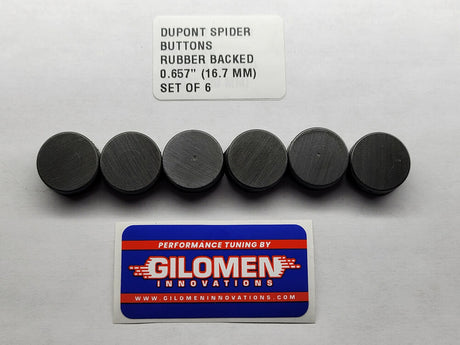 DUPONT SPIDER
BUTTONS
RUBBER BACKED
0.657" (16.7 MM)
SET OF 6
PERFORMANCE TUNING BY
GILOMEN
INNOVATIONS
WWW.GILOMENINNOVATIONS.COM